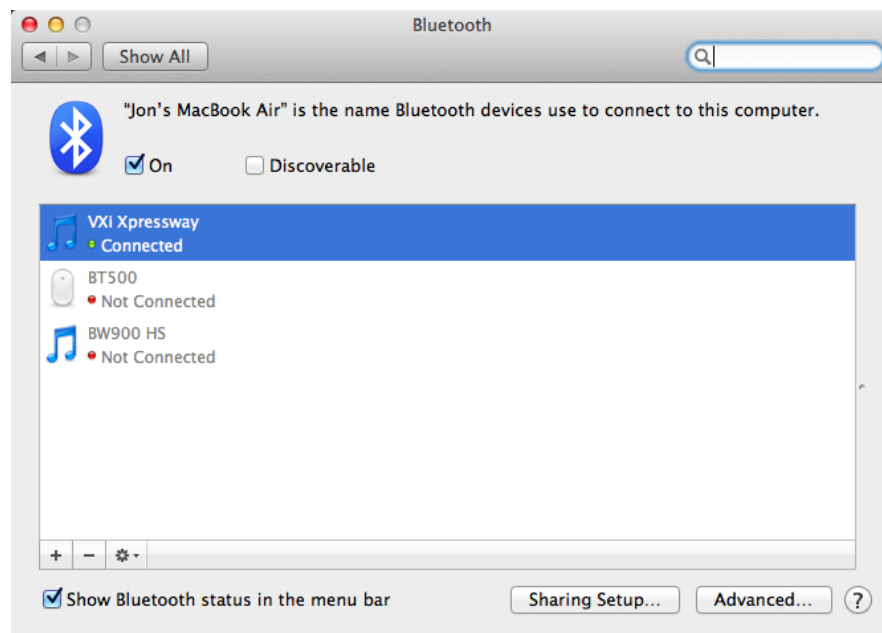 Bluetooth
Show All
“Jon's MacBook Air” is the name Bluetooth devices use to connect to this computer.
On Discoverable
VXi Xpressway
Connected
BT500
Not Connected
BW900 HS
Not Connected
+ −
Show Bluetooth status in the menu bar Sharing Setup... Advanced... ?